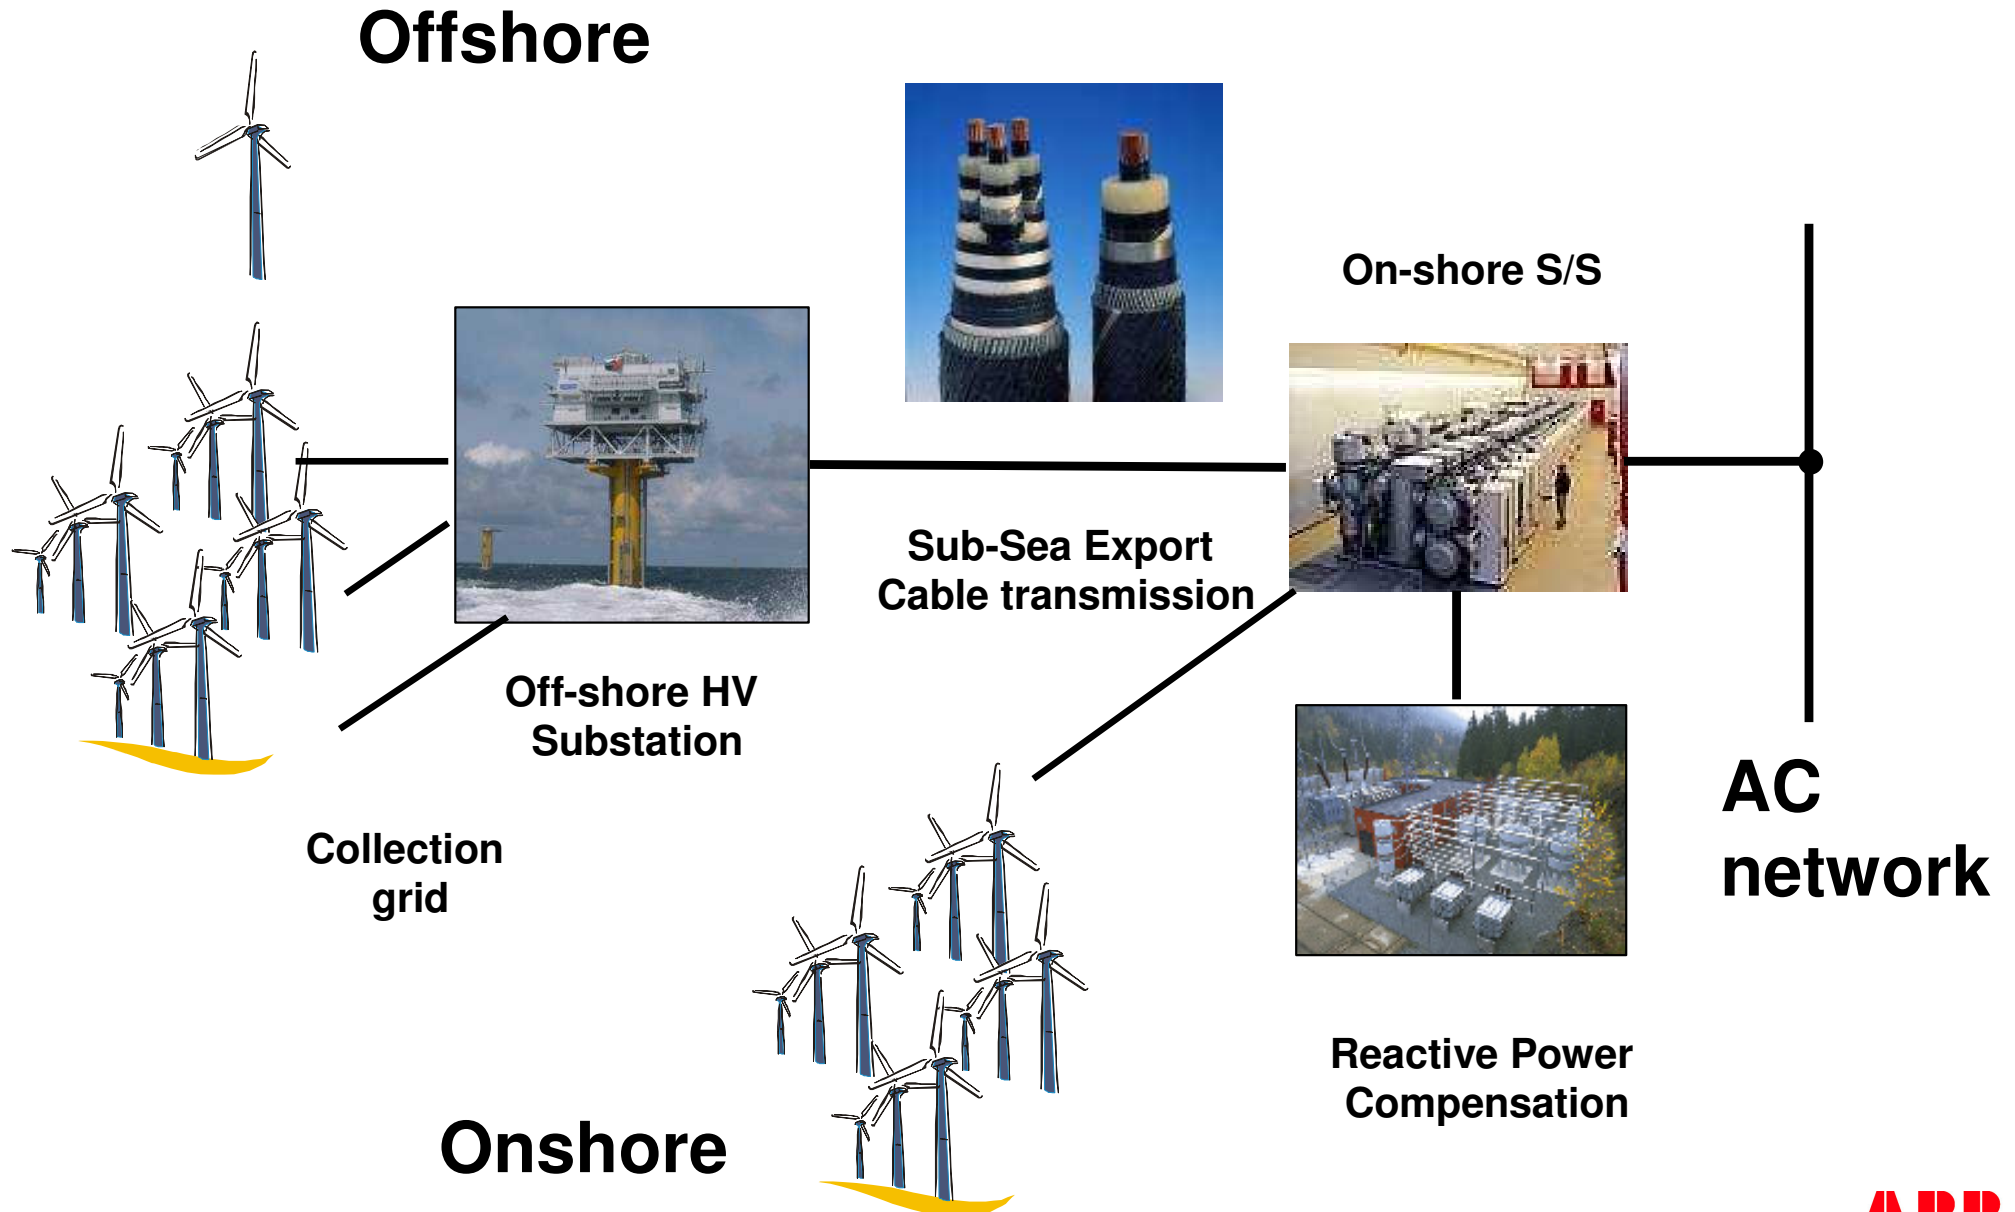 Offshore
On-shore S/S
Sub-Sea Export
Cable transmission
Off-shore HV
Substation
AC
network
Collection
grid
Reactive Power
Compensation
Onshore
ABB